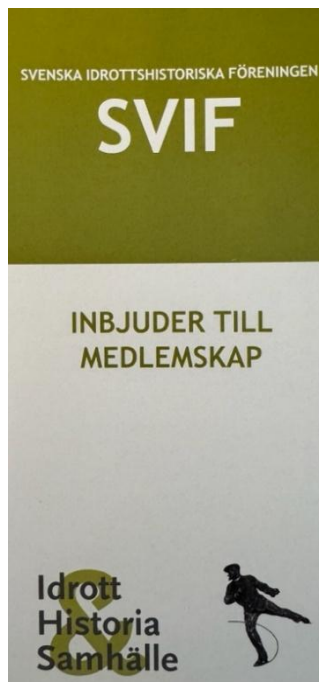 SVENSKA IDROTTSHISTORISKA FÖRENINGEN
SVIF
INBJUDER TILL
MEDLEMSKAP
&
Idrott
Historia
Samhälle